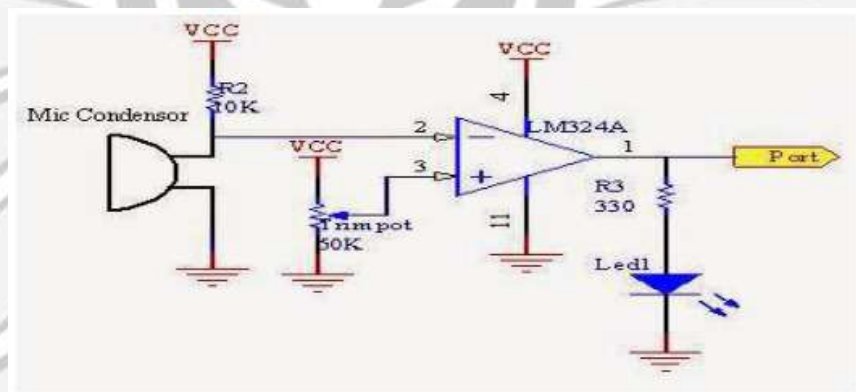 VCC
R2
10K
Mic Condensor
VCC
4
LM324A
2
VCC
3
1
Port
R3
330
Trimpot
50K
11
Led1